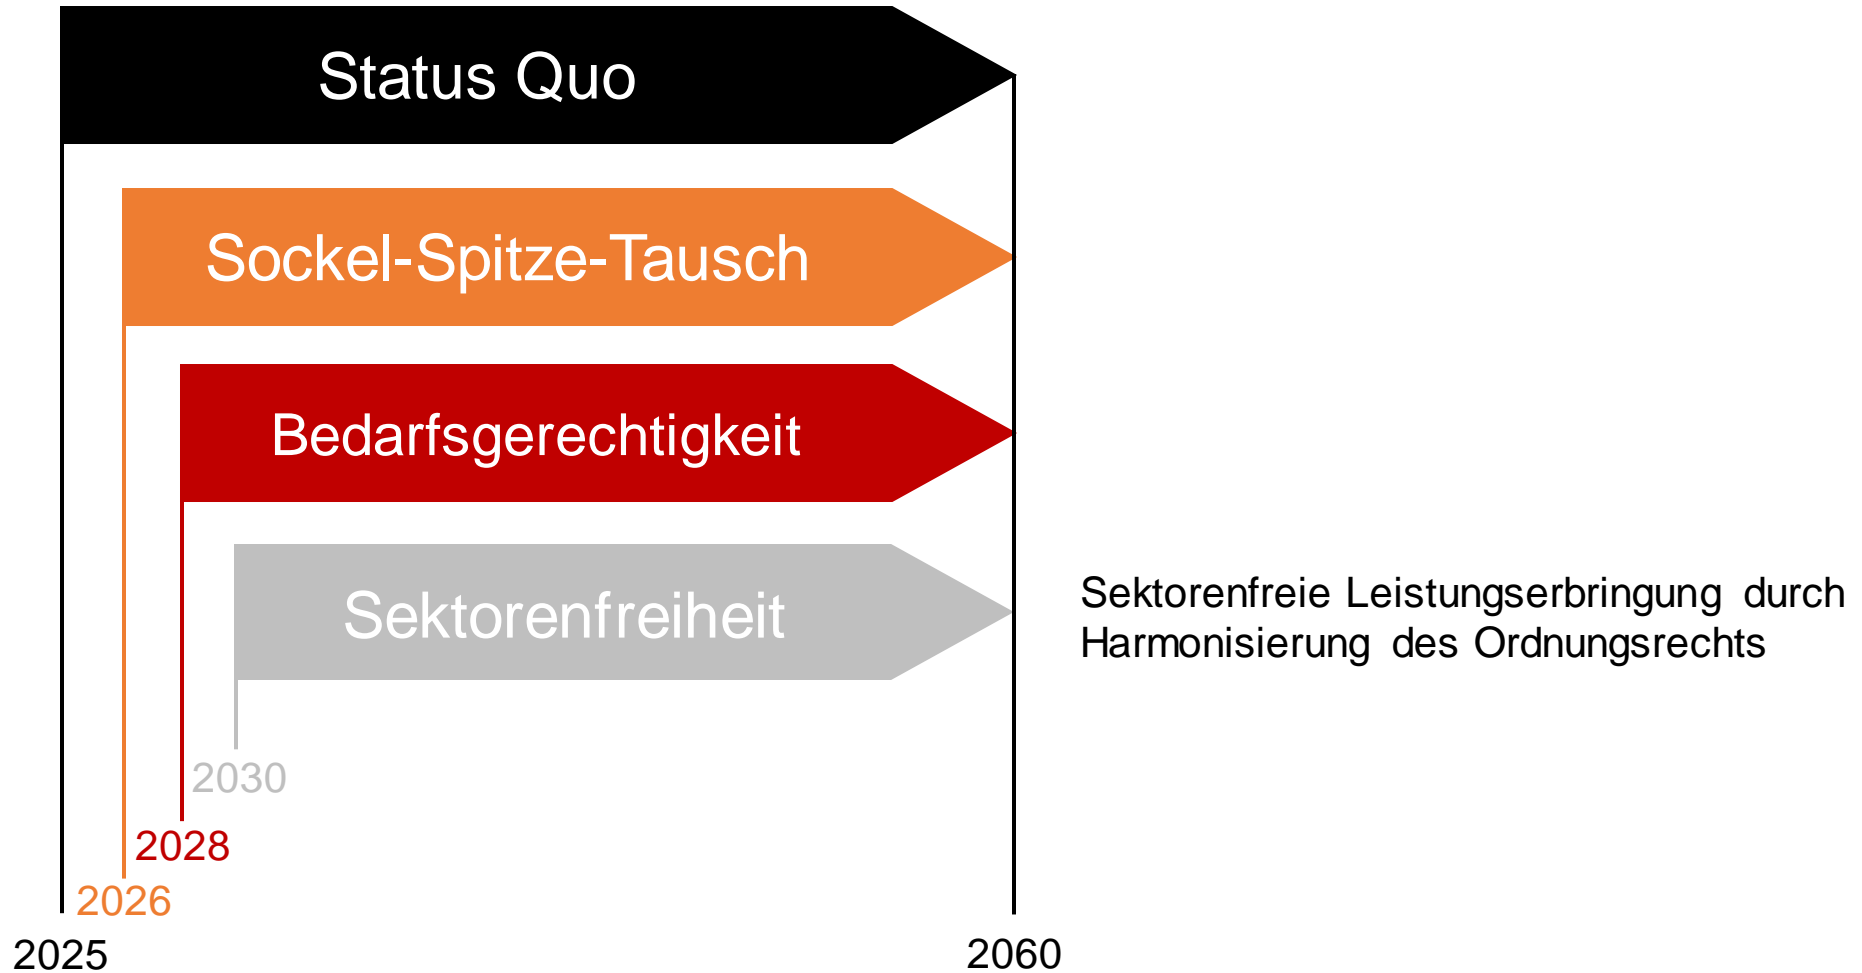 Status Quo
Sockel-Spitze-Tausch
Bedarfsgerechtigkeit
Sektorenfreiheit
Sektorenfreie Leistungserbringung durch
Harmonisierung des Ordnungsrechts
2030
2028
2026
2025
2060